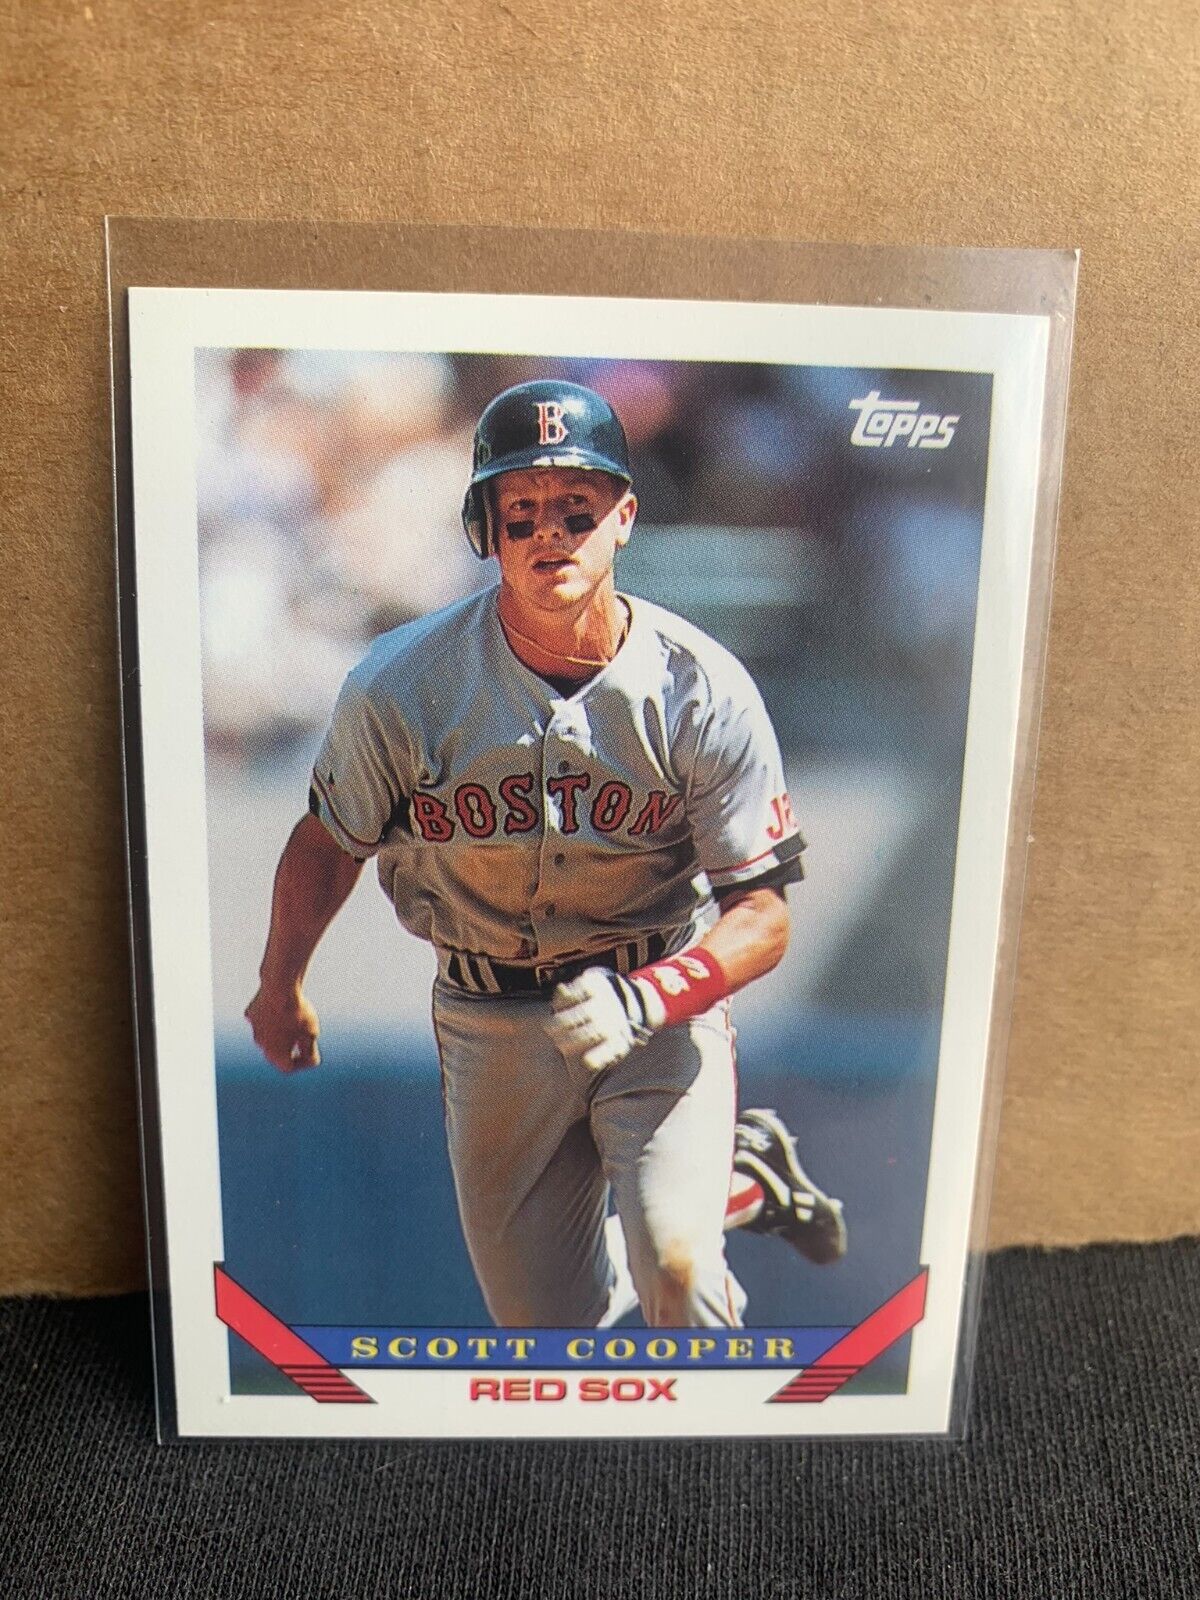 B
TOPPS
BOSTON
SCOTT COOPER
RED SOX